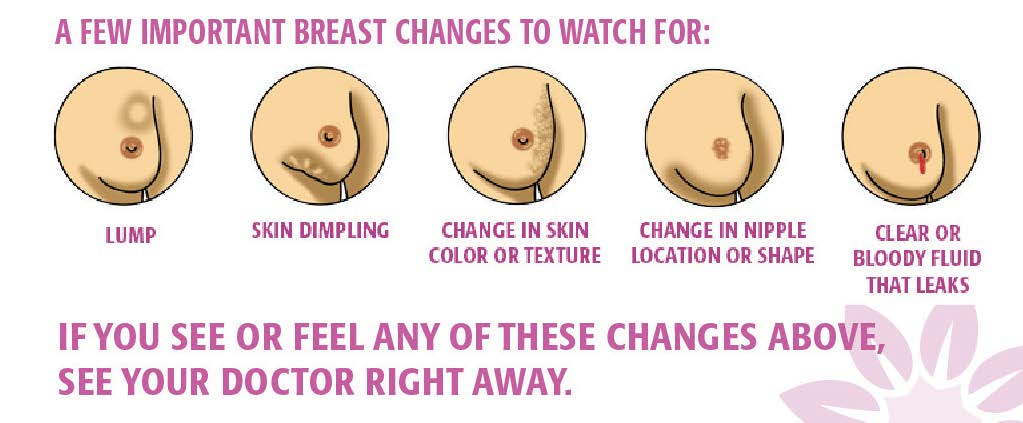 A FEW IMPORTANT BREAST CHANGES TO WATCH FOR:
LUMP
SKIN DIMPLING
CHANGE IN SKIN
COLOR OR TEXTURE
CHANGE IN NIPPLE
LOCATION OR SHAPE
CLEAR OR
BLOODY FLUID
THAT LEAKS
IF YOU SEE OR FEEL ANY OF THESE CHANGES ABOVE,
SEE YOUR DOCTOR RIGHT AWAY.